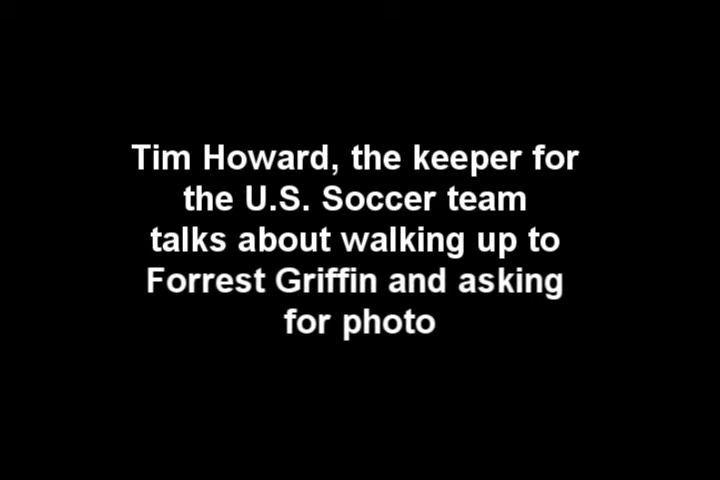 Tim Howard, the keeper for
the U.S. Soccer team
talks about walking up to
Forrest Griffin and asking
for photo